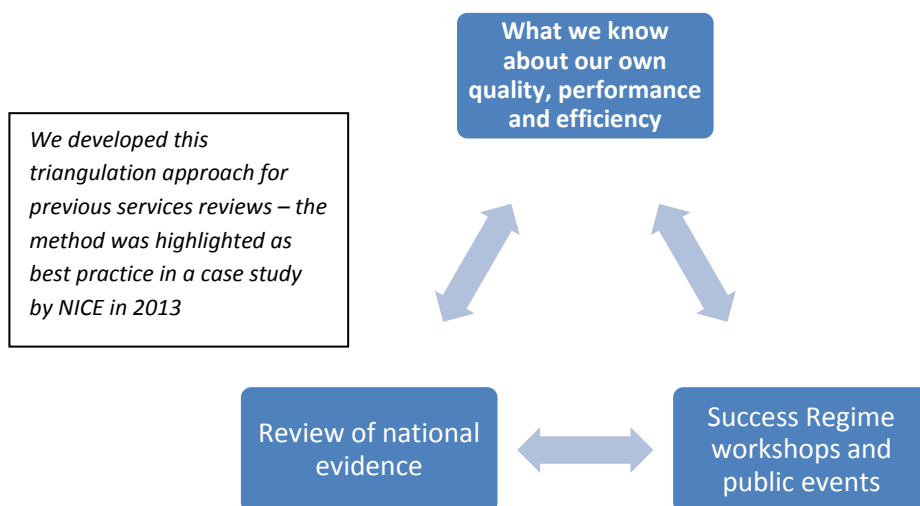 What we know
about our own
quality, performance
and efficiency
We developed this
triangulation approach for
previous services reviews – the
method was highlighted as
best practice in a case study
by NICE in 2013
Review of national
evidence
Success Regime
workshops and
public events